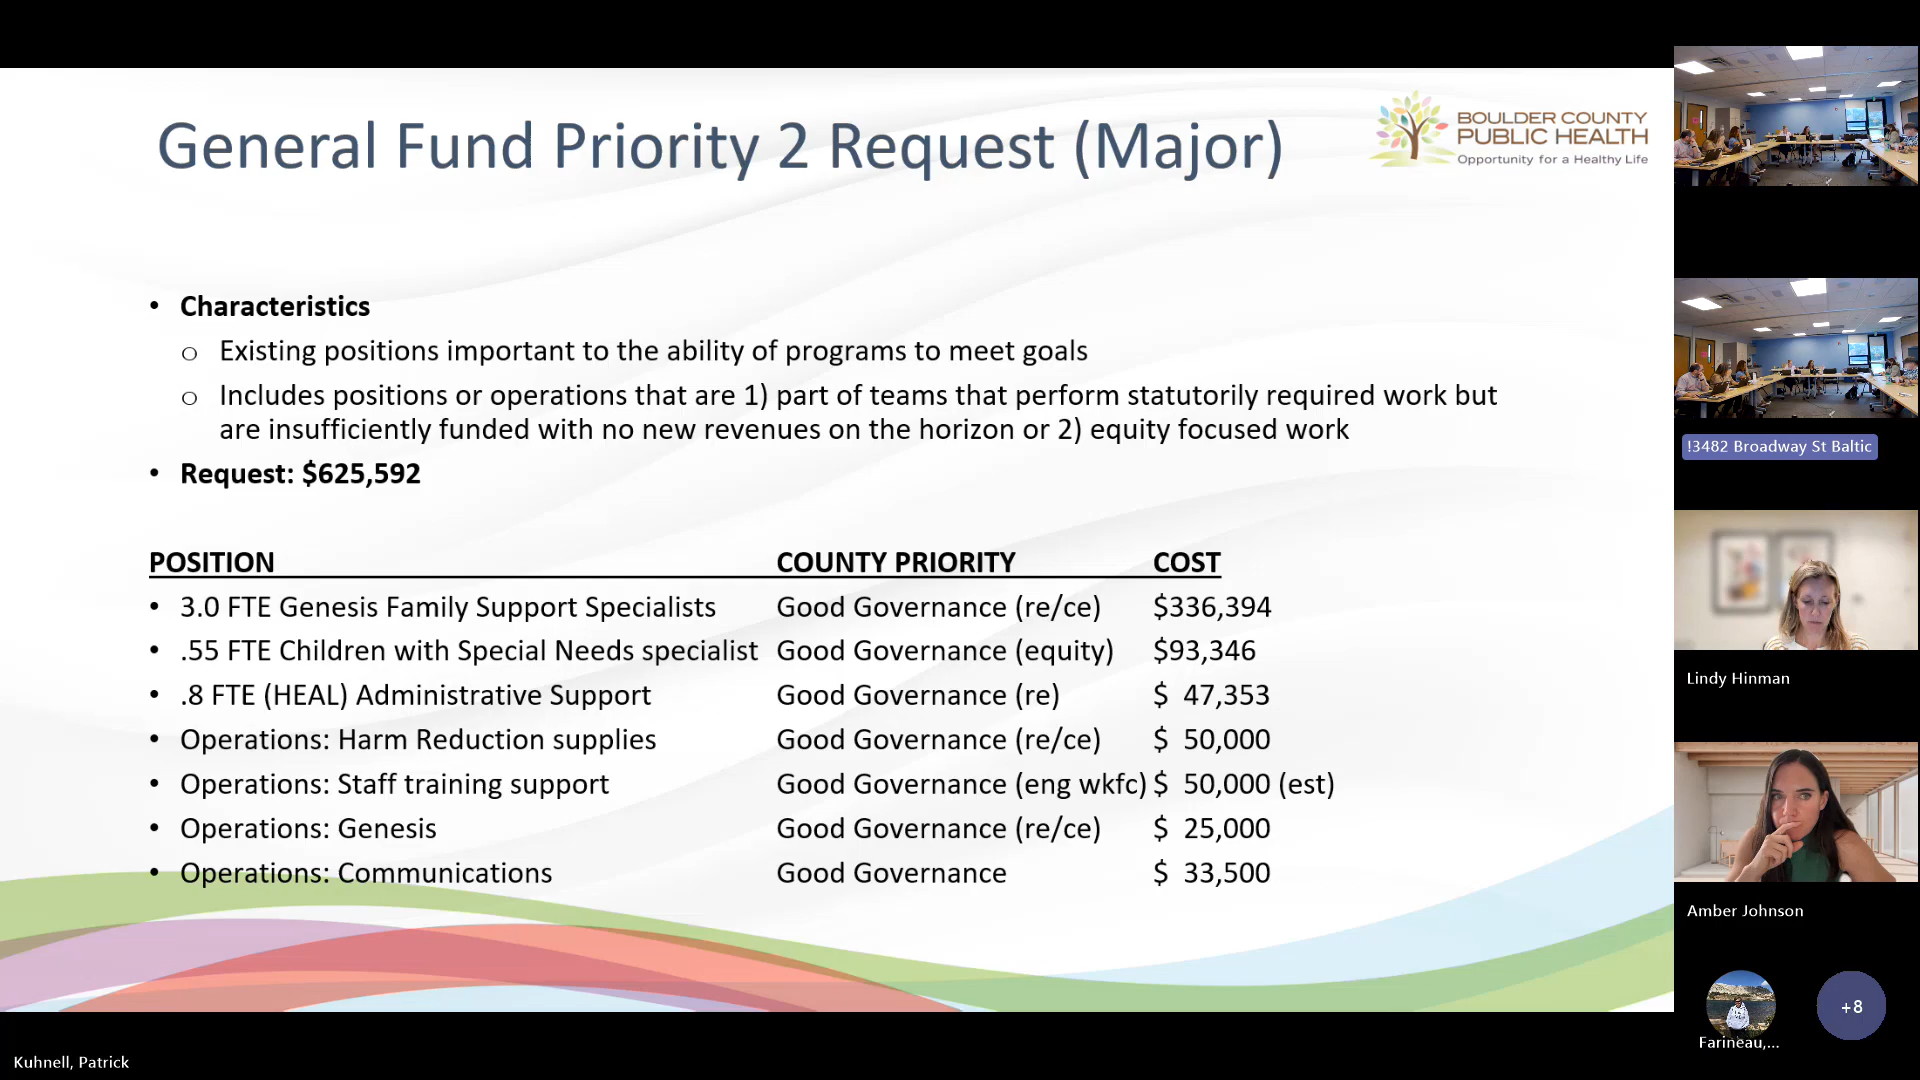 General Fund Priority 2 Request (Major)
BOULDER COUNTY
PUBLIC HEALTH
Opportunity for a Healthy Life
• Characteristics
o Existing positions important to the ability of programs to meet goals
o Includes positions or operations that are 1) part of teams that perform statutorily required work but
are insufficiently funded with no new revenues on the horizon or 2) equity focused work
• Request: $625,592
POSITION COUNTY PRIORITY COST
• 3.0 FTE Genesis Family Support Specialists Good Governance (re/ce) $336,394
• .55 FTE Children with Special Needs specialist Good Governance (equity) $93,346
• .8 FTE (HEAL) Administrative Support Good Governance (re) $ 47,353
• Operations: Harm Reduction supplies Good Governance (re/ce) $ 50,000
• Operations: Staff training support Good Governance (eng wkfc) $ 50,000 (est)
• Operations: Genesis Good Governance (re/ce) $ 25,000
• Operations: Communications Good Governance $ 33,500
!3482 Broadway St Baltic
Lindy Hinman
Amber Johnson
Farineau,...
+8
Kuhnell, Patrick